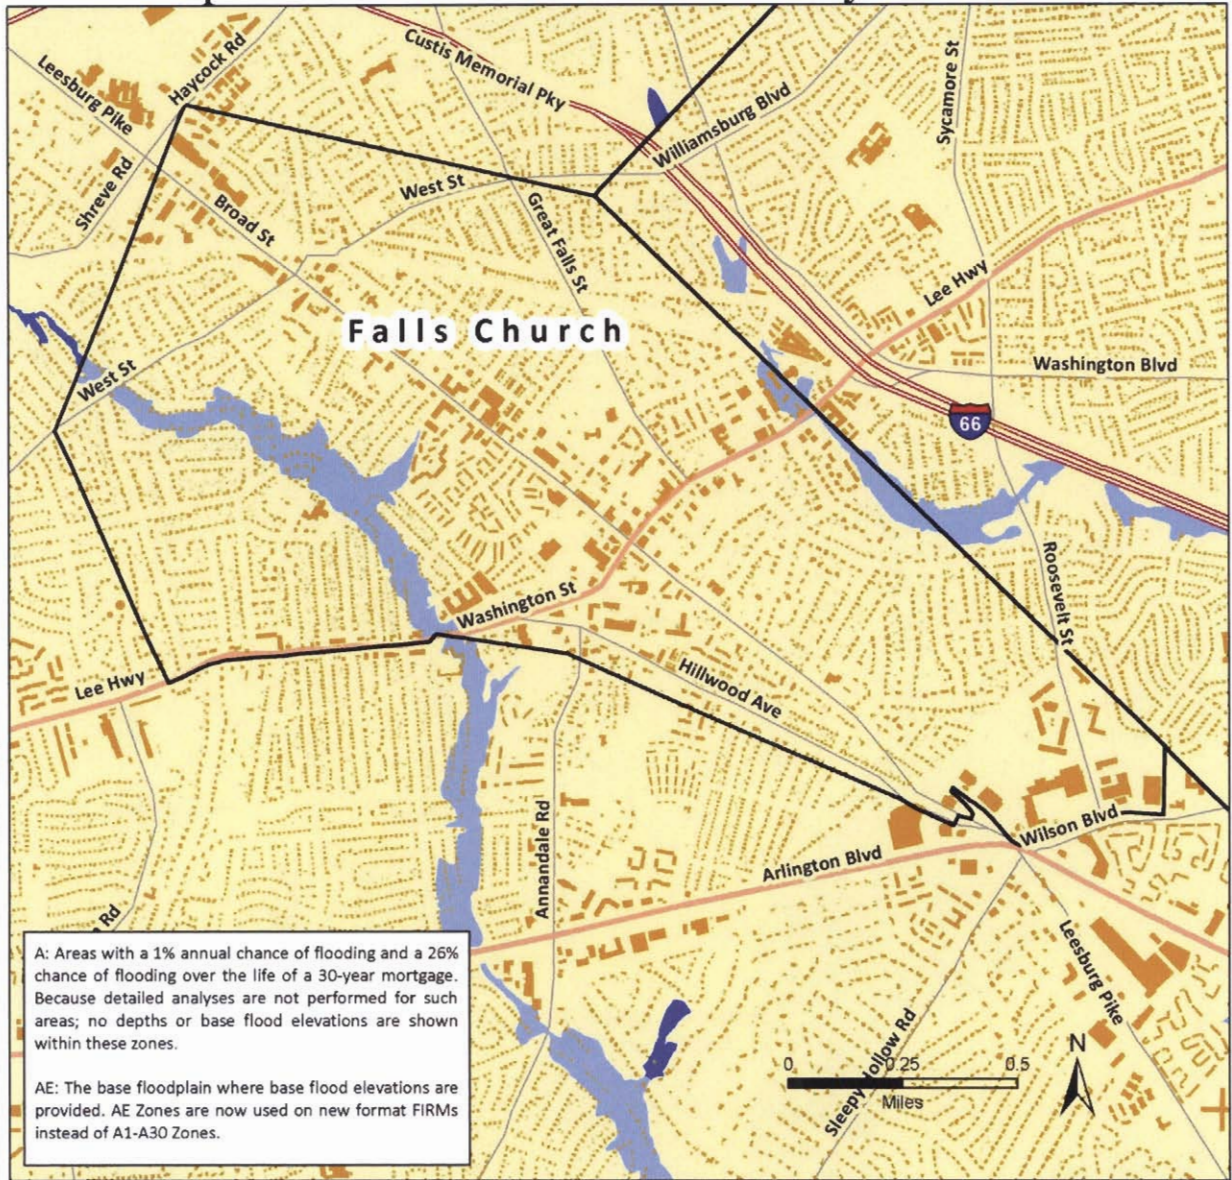 Haycock Rd
Leesburg Pike
Custis Memorial Pky
Williamsburg Blvd
Sycamore St
Shreve Rd
Broad St
West St
Great Falls St
Lee Hwy
Falls Church
West St
Washington Blvd
66
Roosevelt St
Washington St
Lee Hwy
Hillwood Ave
Annandale Rd
Arlington Blvd
Wilson Blvd
Leesburg Pike
Sleepy Hollow Rd
Rd
A: Areas with a 1% annual chance of flooding and a 26%
chance of flooding over the life of a 30-year mortgage.
Because detailed analyses are not performed for such
areas; no depths or base flood elevations are shown
within these zones.
AE: The base floodplain where base flood elevations are
provided. AE Zones are now used on new format FIRMs
instead of A1-A30 Zones.
0 0.25 0.5
Miles
N